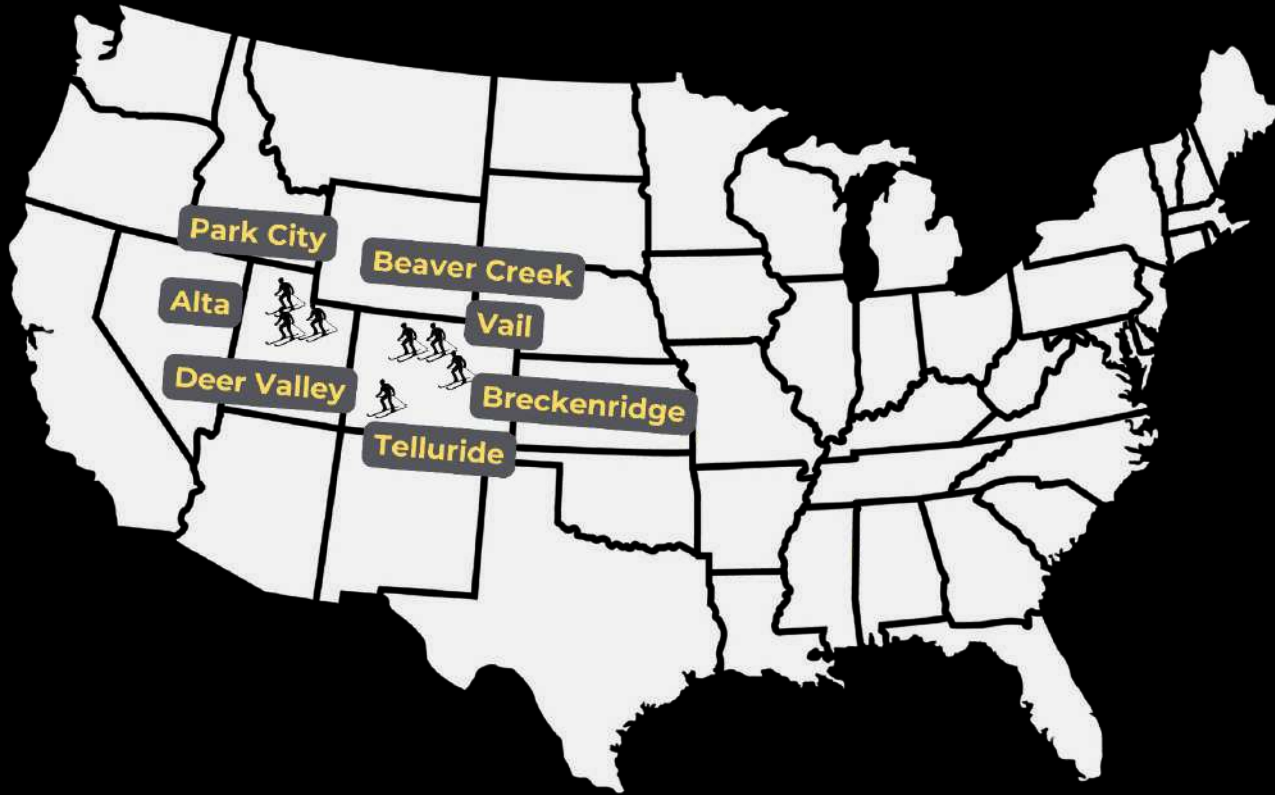 Park City
Beaver Creek
Alta
Vail
Deer Valley
Breckenridge
Telluride